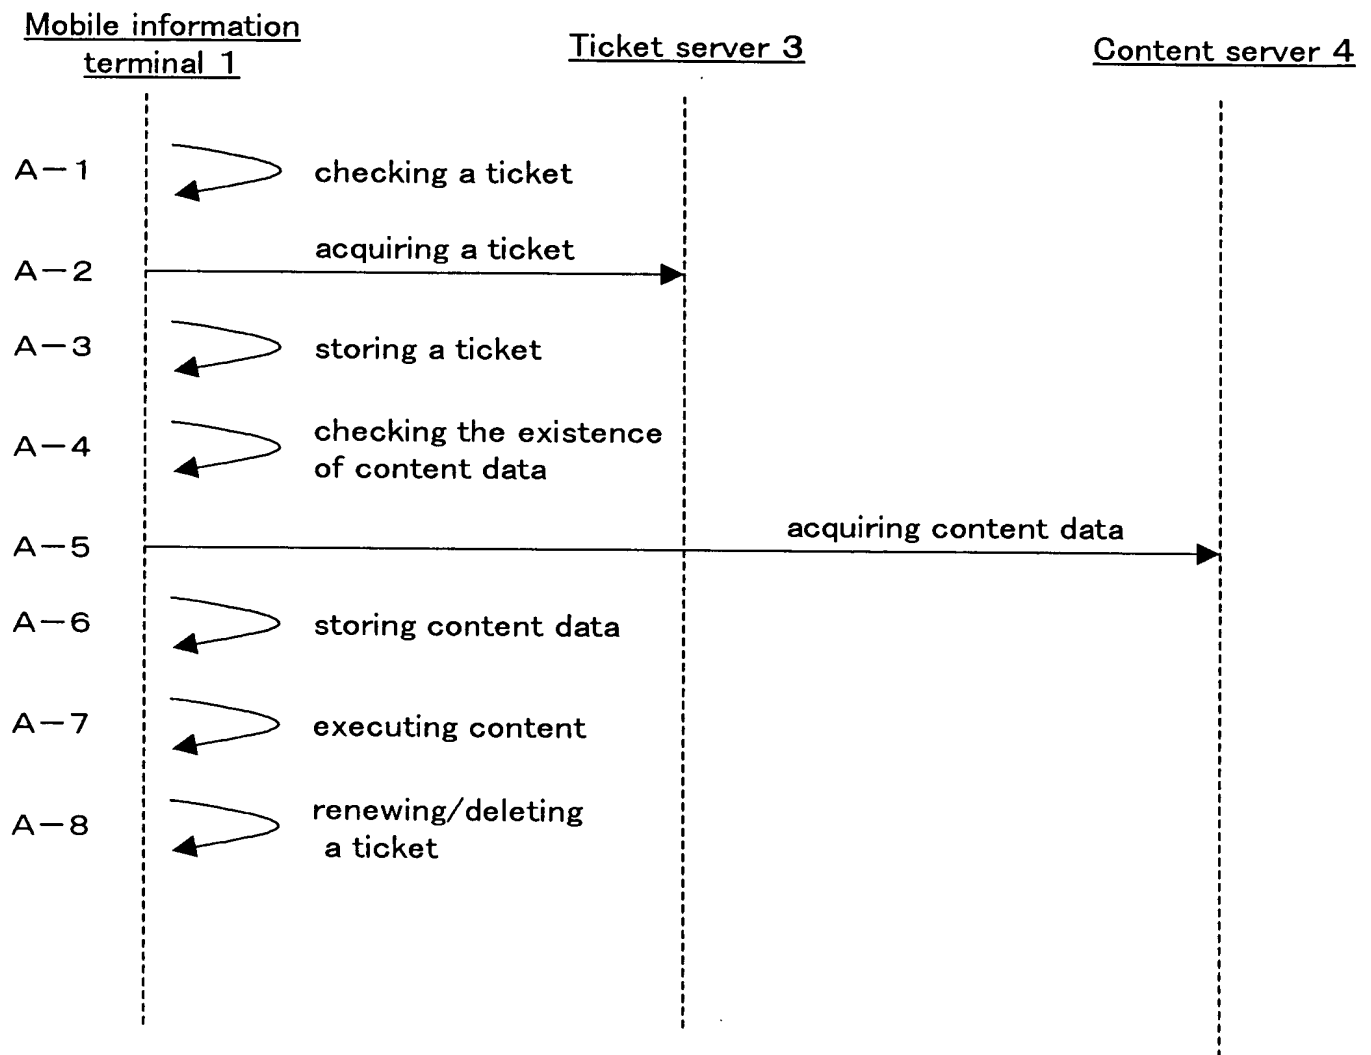 Mobile information
terminal 1
Ticket server 3
Content server 4
A-1
checking a ticket
acquiring a ticket
A-2
A-3
storing a ticket
A-4
checking the existence
of content data
acquiring content data
A-5
A-6
storing content data
A-7
executing content
A-8
renewing/deleting
a ticket